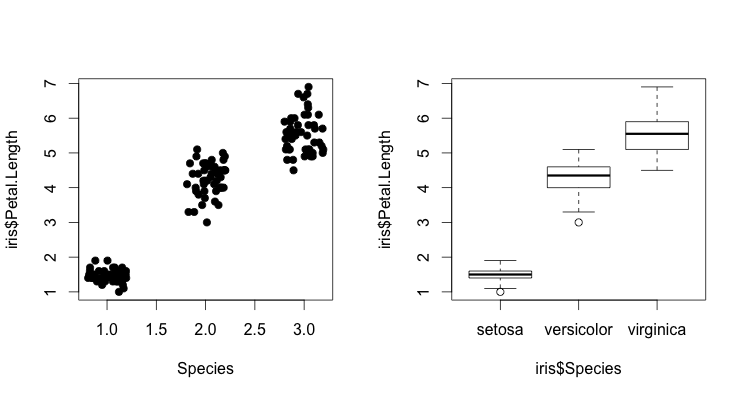 iris$Petal.Length
7
6
5
4
3
2
1
1.0 1.5 2.0 2.5 3.0
Species
iris$Petal.Length
7
6
5
4
3
2
1
setosa versicolor virginica
iris$Species